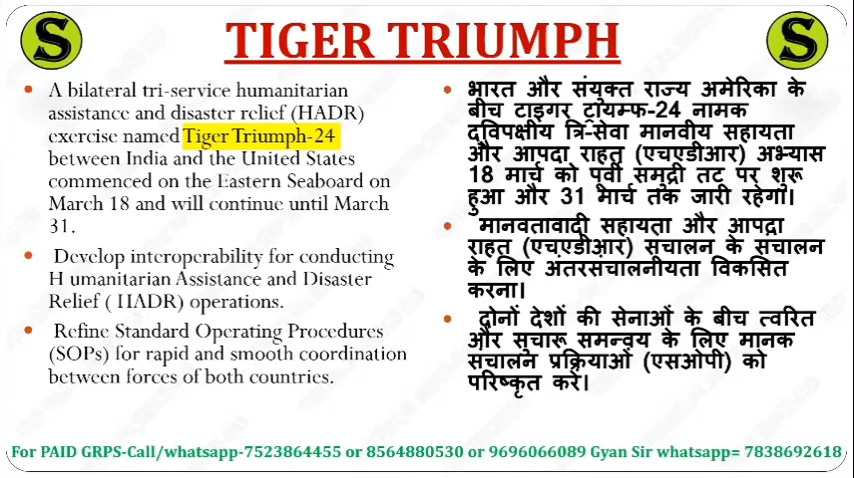 S
TIGER TRIUMPH
S
• A bilateral tri-service humanitarian
assistance and disaster relief (HADR)
exercise named Tiger Triumph-24
between India and the United States
commenced on the Eastern Seaboard on
March 18 and will continue until March
31.
• Develop interoperability for conducting
H umanitarian Assistance and Disaster
Relief ( HADR) operations.
• Refine Standard Operating Procedures
(SOPs) for rapid and smooth coordination
between forces of both countries.
• भारत और संयुक्त राज्य अमेरिका के
बीच टाइगर ट्रायम्फ-24 नामक
द्विपक्षीय त्रि-सेवा मानवीय सहायता
और आपदा राहत (एचएडीआर) अभ्यास
18 मार्च को पूर्वी समुद्री तट पर शुरू
हुआ और 31 मार्च तक जारी रहेगा।
• मानवतावादी सहायता और आपदा
राहत (एचएडीआर) संचालन के संचालन
के लिए अंतरसंचालनीयता विकसित
करना।
• दोनों देशों की सेनाओं के बीच त्वरित
और सुचारू समन्वय के लिए मानक
संचालन प्रक्रियाओं (एसओपी) को
परिष्कृत करें।
For PAID GRPS-Call/whatsapp-7523864455 or 8564880530 or 9696066089 Gyan Sir whatsapp= 7838692618